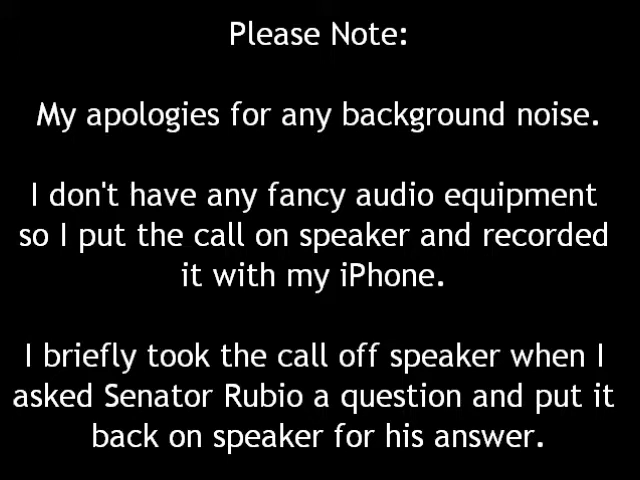 Please Note:
My apologies for any background noise.
I don't have any fancy audio equipment
so I put the call on speaker and recorded
it with my iPhone.
I briefly took the call off speaker when I
asked Senator Rubio a question and put it
back on speaker for his answer.